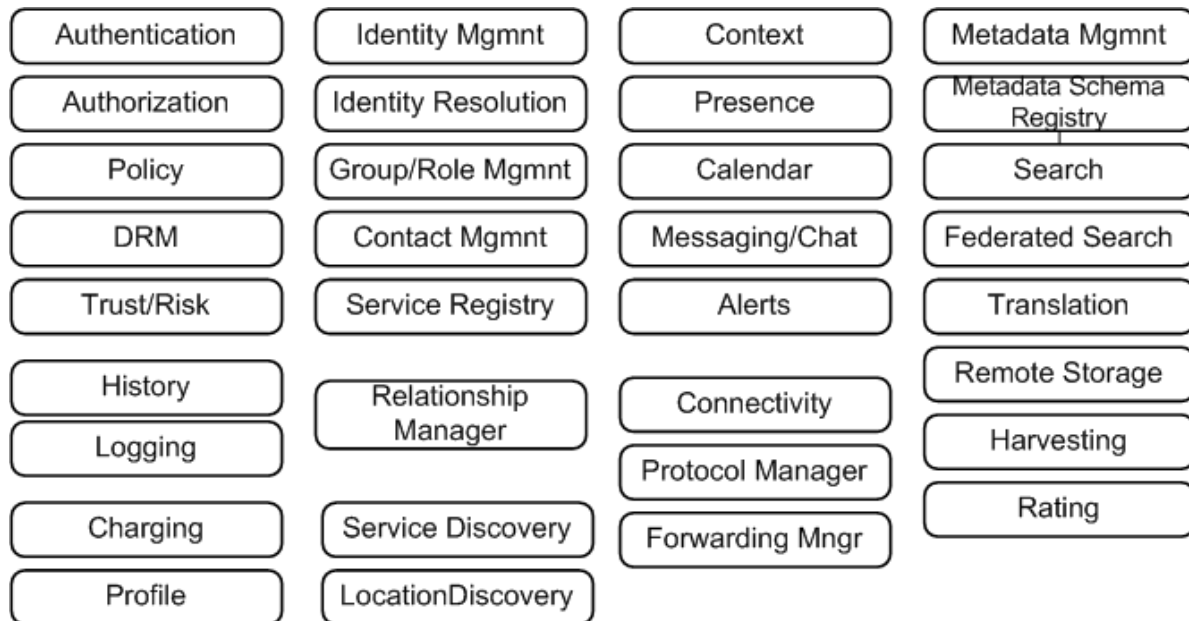 Authentication
Authorization
Policy
DRM
Trust/Risk
History
Logging
Charging
Profile
Identity Mgmnt
Identity Resolution
Group/Role Mgmnt
Contact Mgmnt
Service Registry
Relationship
Manager
Service Discovery
LocationDiscovery
Context
Presence
Calendar
Messaging/Chat
Alerts
Connectivity
Protocol Manager
Forwarding Mngr
Metadata Mgmnt
Metadata Schema
Registry
Search
Federated Search
Translation
Remote Storage
Harvesting
Rating